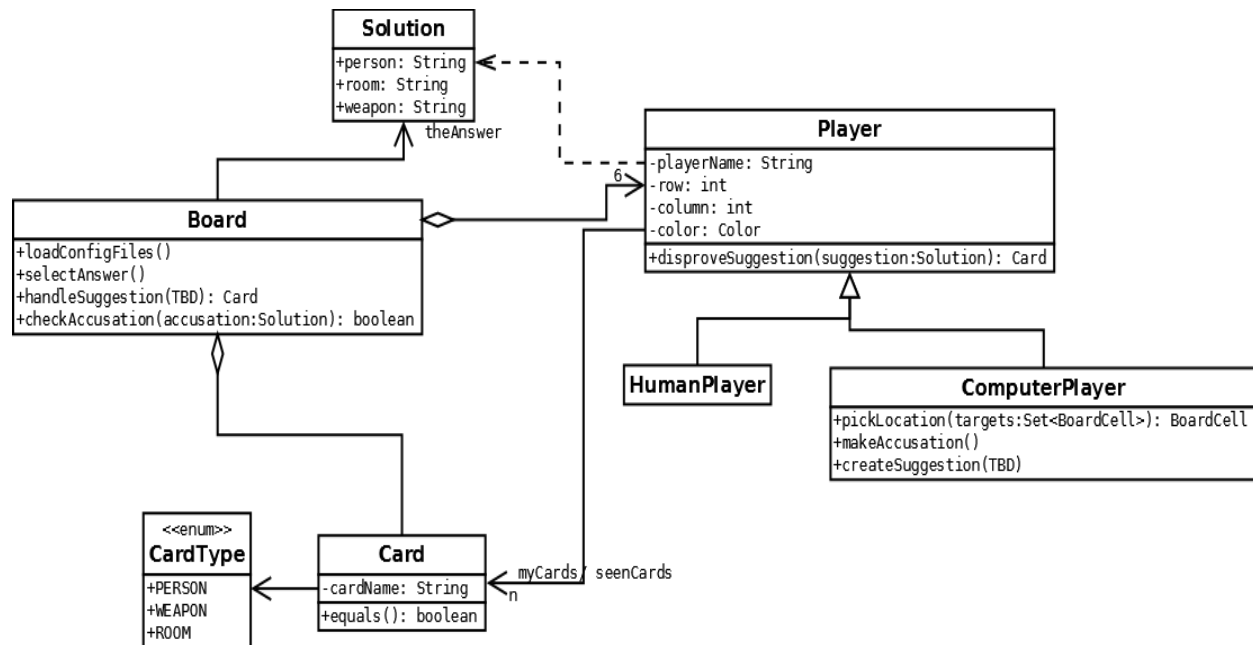 Solution
+person: String
+room: String
+weapon: String
theAnswer
Player
-playerName: String
-row: int
-column: int
-color: Color
+disproveSuggestion(suggestion:Solution): Card
6
Board
+loadConfigFiles()
+selectAnswer()
+handleSuggestion(TBD): Card
+checkAccusation(accusation:Solution): boolean
HumanPlayer
ComputerPlayer
+pickLocation(targets:Set<BoardCell>): BoardCell
+makeAccusation()
+createSuggestion(TBD)
<<enum>>
CardType
+PERSON
+WEAPON
+ROOM
Card
-cardName: String
+equals(): boolean
myCards/ seenCards
n